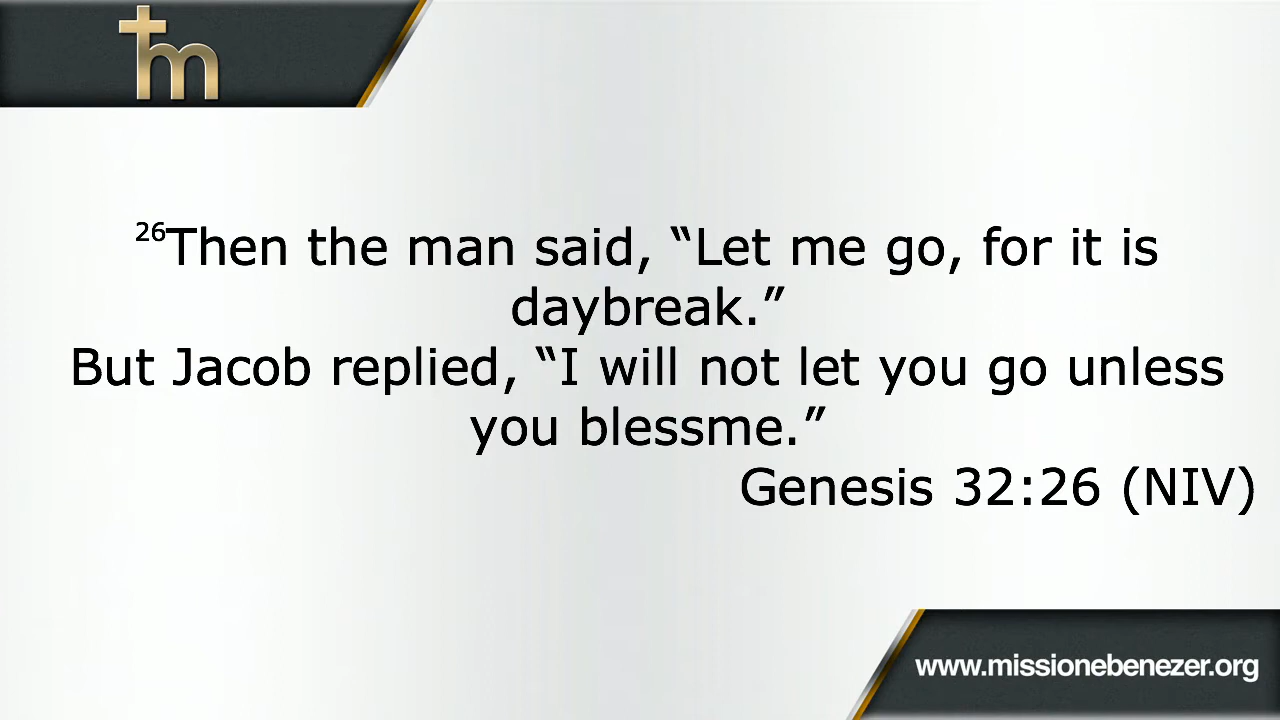 m
26Then the man said, “Let me go, for it is
daybreak.”
But Jacob replied, “I will not let you go unless
you blessme.”
Genesis 32:26 (NIV)
www.missionebenezer.org